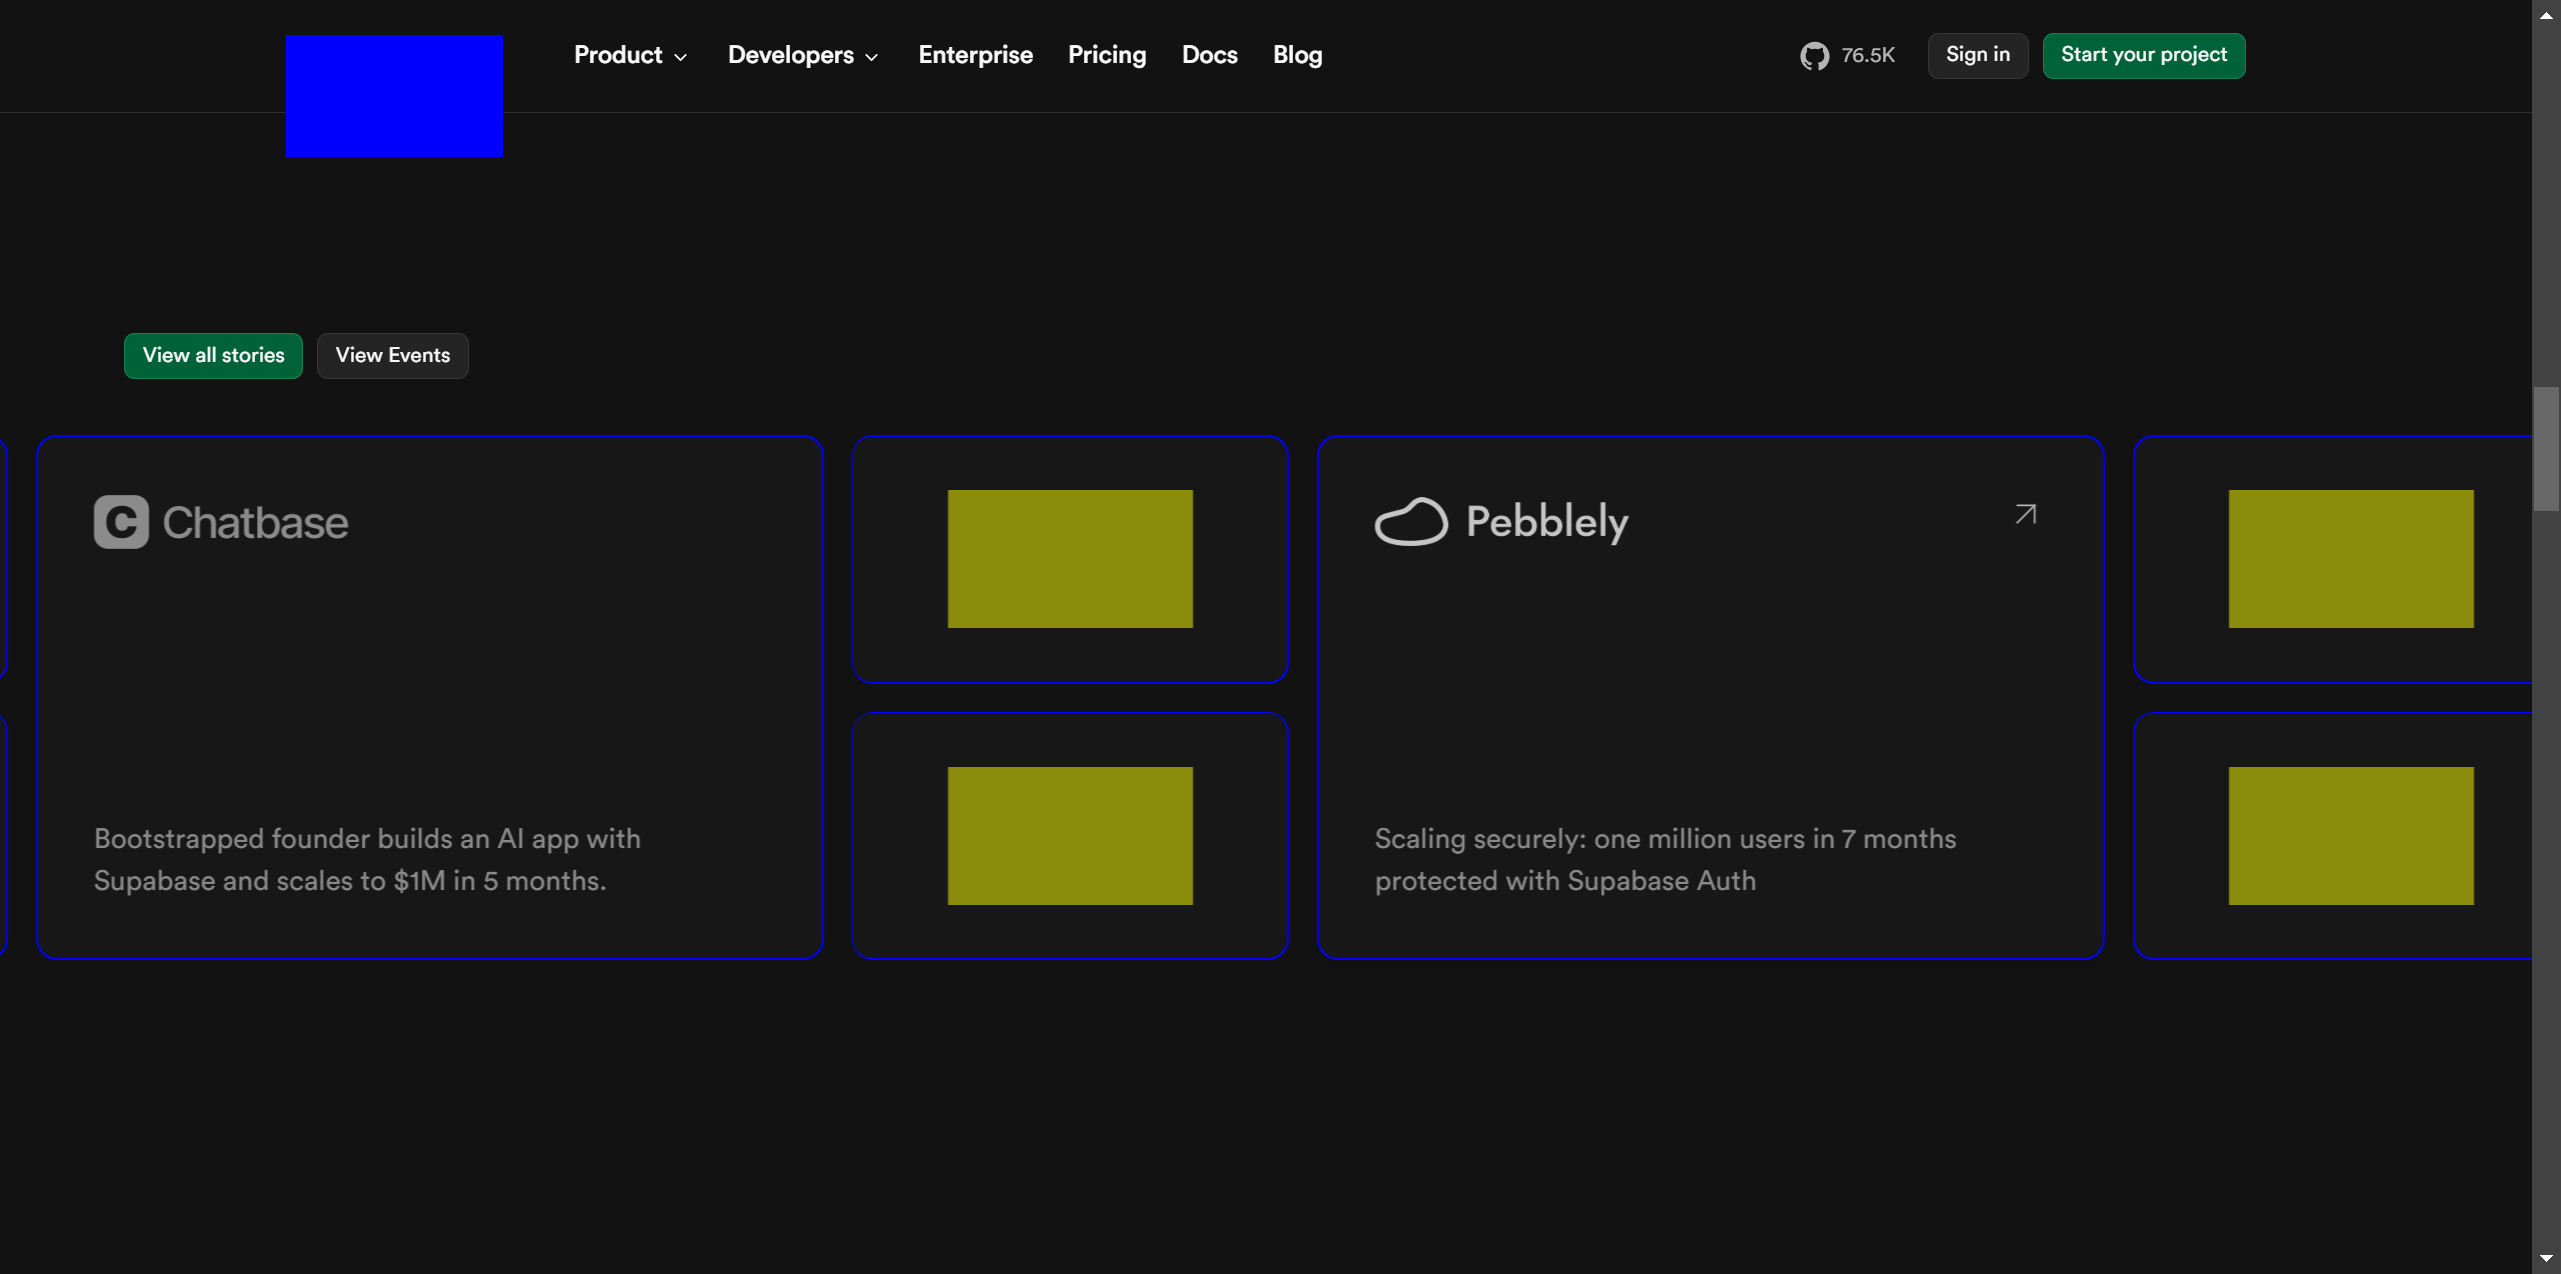 Product Developers Enterprise Pricing Docs Blog 76.5K Sign in Start your project
View all stories View Events
Chatbase
Bootstrapped founder builds an AI app with
Supabase and scales to $1M in 5 months.
Pebblely
Scaling securely: one million users in 7 months
protected with Supabase Auth